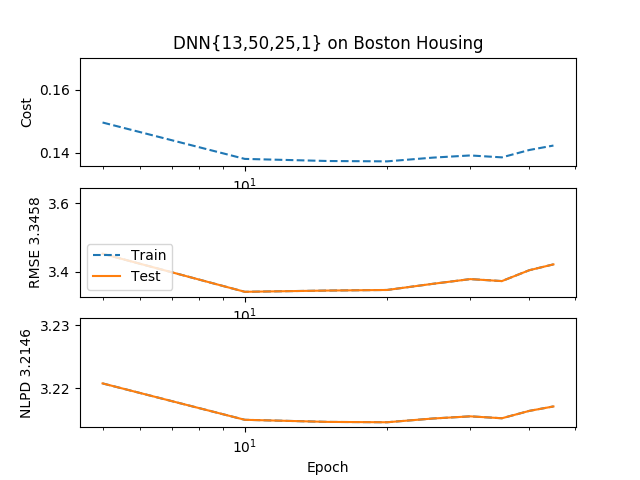 DNN{13,50,25,1} on Boston Housing
Cost
0.16
0.14
10¹
RMSE 3.3458
3.6
3.4
Train
Test
10¹
NLPD 3.2146
3.23
3.22
10¹
Epoch